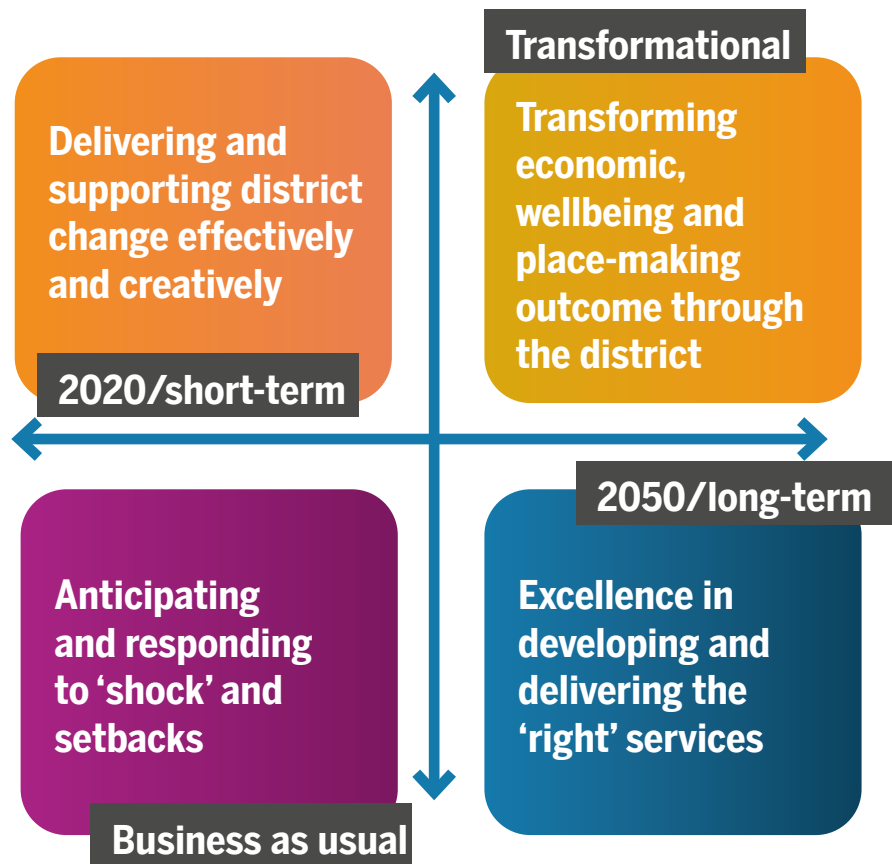 Transformational
Delivering and
supporting district
change effectively
and creatively
Transforming
economic,
wellbeing and
place-making
outcome through
the district
2020/short-term
2050/long-term
Anticipating
and responding
to ‘shock’ and
setbacks
Excellence in
developing and
delivering the
‘right’ services
Business as usual